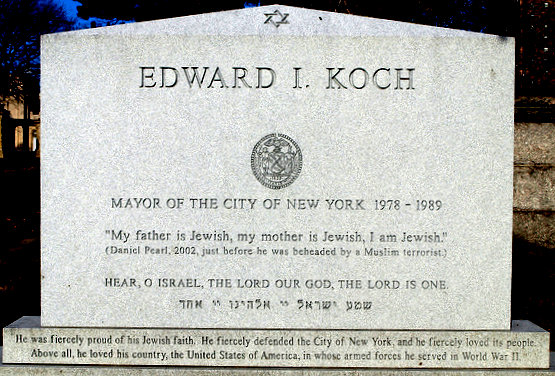 EDWARD I. KOCH
MAYOR OF THE CITY OF NEW YORK 1978 - 1989
"My father is Jewish, my mother is Jewish, I am Jewish."
(Daniel Pearl, 2002, just before he was beheaded by a Muslim terrorist.)
HEAR, O ISRAEL, THE LORD OUR GOD, THE LORD IS ONE.
שמע ישראל יי אלהינו יי אחד
"He was fiercely proud of his Jewish faith. He fiercely defended the City of New York, and he fiercely loved its people.
Above all, he loved his country, the United States of America, in whose armed forces he served in World War II."